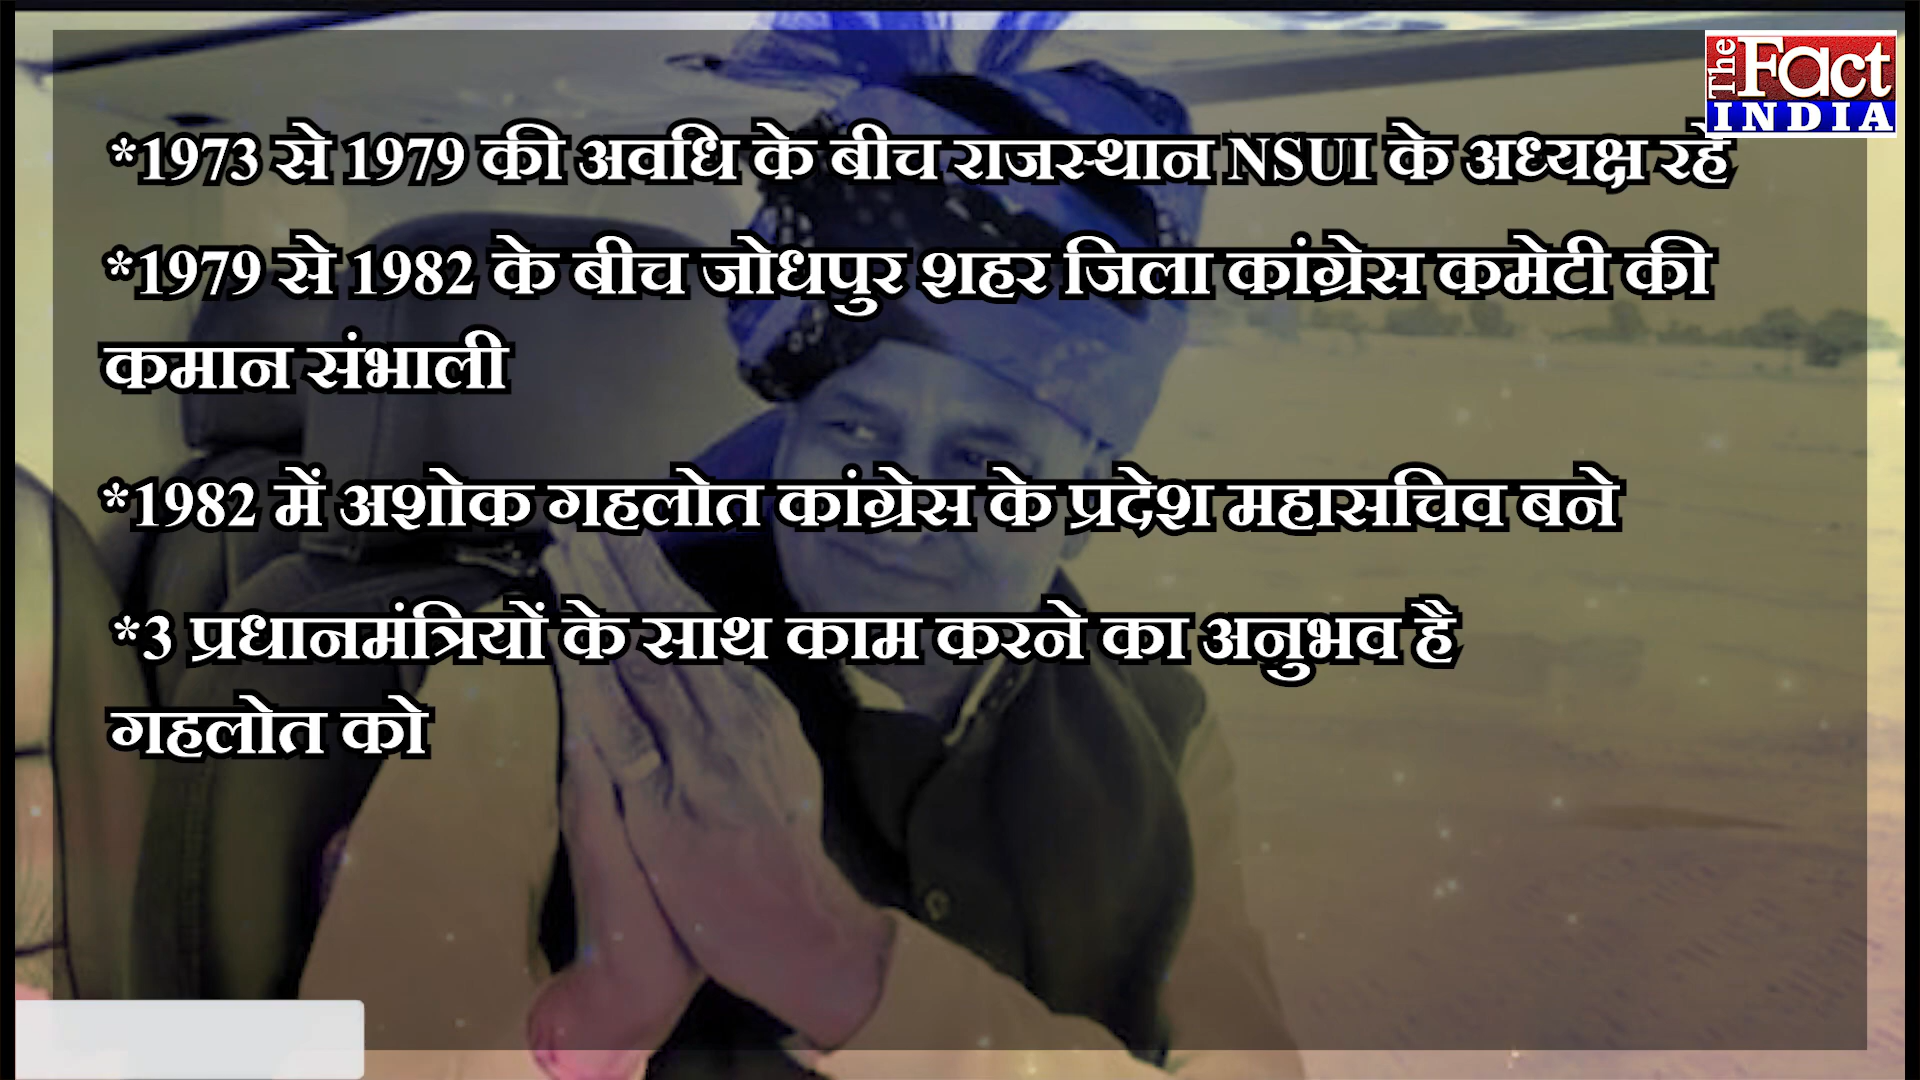 The Fact
INDIA
*1973 से 1979 की अवधि के बीच राजस्थान NSUI के अध्यक्ष रहे
*1979 से 1982 के बीच जोधपुर शहर जिला कांग्रेस कमेटी की
कमान संभाली
*1982 में अशोक गहलोत कांग्रेस के प्रदेश महासचिव बने
*3 प्रधानमंत्रियों के साथ काम करने का अनुभव है
गहलोत को